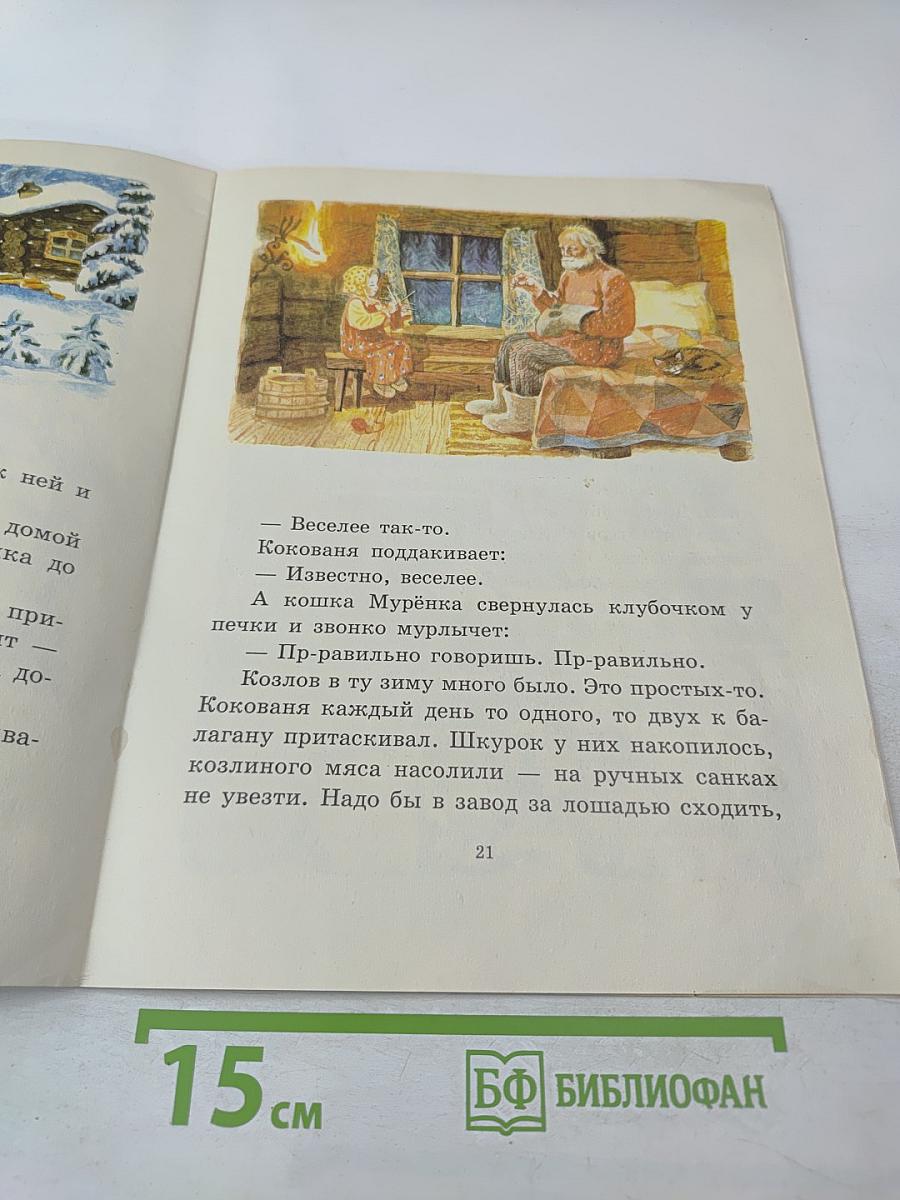 к ней и
домой
ка до
при-
ит —
до-
ва-
— Веселее так-то.
Кокованя поддакивает:
— Известно, веселее.
А кошка Мурёнка свернулась клубочком у
печки и звонко мурлычет:
— Пр-равильно говоришь. Пр-равильно.
Козлов в ту зиму много было. Это простых-то.
Кокованя каждый день то одного, то двух к ба-
лагану притаскивал. Шкурок у них накопилось,
козлиного мяса насолили — на ручных санках
не увезти. Надо бы в завод за лошадью сходить,
21
15 см
БФ БИБЛИОФАН